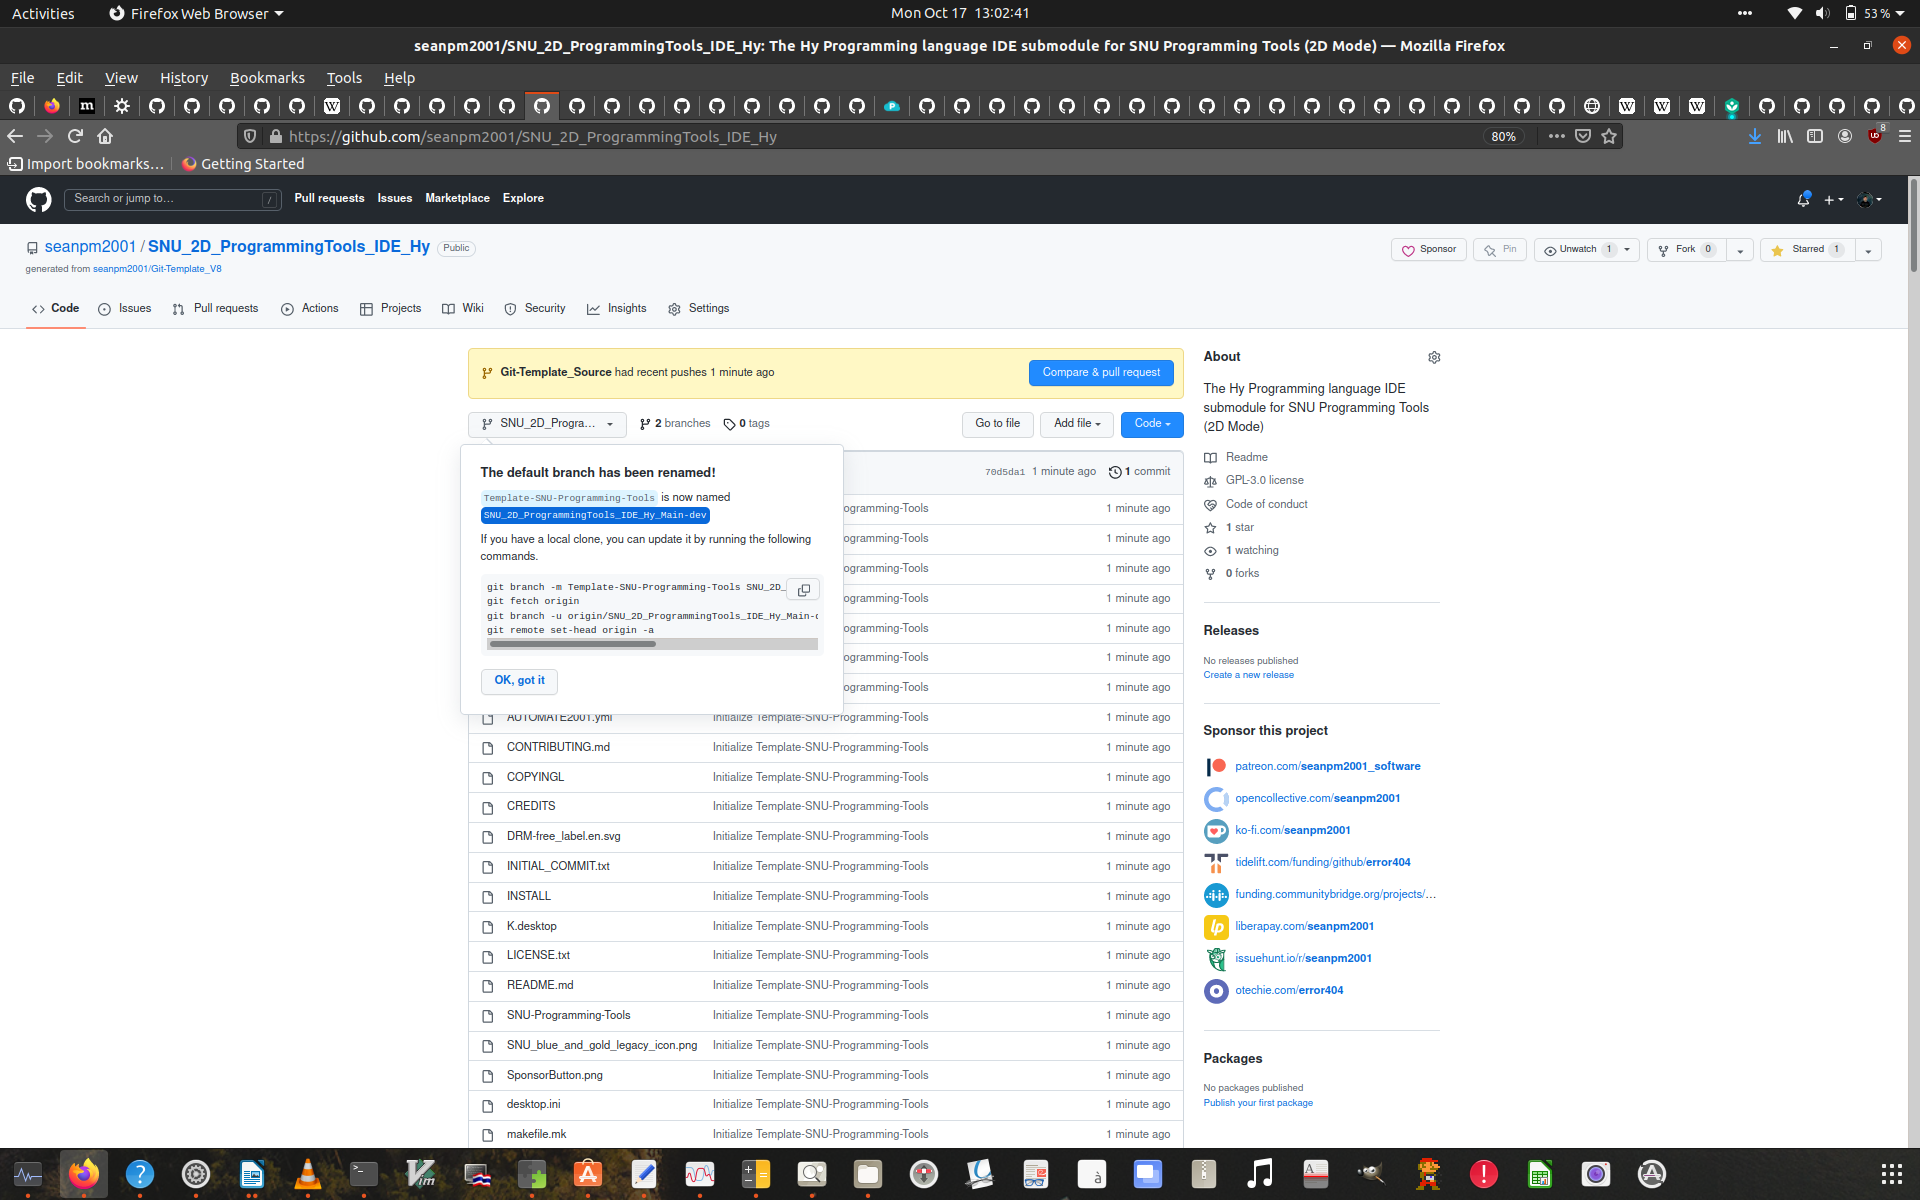 Activities
Firefox Web Browser
Mon Oct 17 13:02:41
53 %
seanpm2001/SNU_2D_ProgrammingTools_IDE_Hy: The Hy Programming language IDE submodule for SNU Programming Tools (2D Mode) — Mozilla Firefox
File Edit View History Bookmarks Tools Help
https://github.com/seanpm2001/SNU_2D_ProgrammingTools_IDE_Hy
80%
8
Import bookmarks…
Getting Started
Search or jump to…
/
Pull requests Issues Marketplace Explore
seanpm2001 / SNU_2D_ProgrammingTools_IDE_Hy Public
generated from seanpm2001/Git-Template_V8
Sponsor
Pin
Unwatch 1
Fork 0
Starred 1
Code
Issues
Pull requests
Actions
Projects
Wiki
Security
Insights
Settings
Git-Template_Source had recent pushes 1 minute ago
Compare & pull request
SNU_2D_Progra…
2 branches
0 tags
Go to file
Add file
Code
The default branch has been renamed!
Template-SNU-Programming-Tools is now named
SNU_2D_ProgrammingTools_IDE_Hy_Main-dev
If you have a local clone, you can update it by running the following
commands.
git branch -m Template-SNU-Programming-Tools SNU_2D_
git fetch origin
git branch -u origin/SNU_2D_ProgrammingTools_IDE_Hy_Main-
git remote set-head origin -a
OK, got it
70d5da1 1 minute ago
1 commit
ogramming-Tools 1 minute ago
ogramming-Tools 1 minute ago
ogramming-Tools 1 minute ago
ogramming-Tools 1 minute ago
ogramming-Tools 1 minute ago
ogramming-Tools 1 minute ago
ogramming-Tools 1 minute ago
AUTOMATE2001.yml Initialize Template-SNU-Programming-Tools 1 minute ago
CONTRIBUTING.md Initialize Template-SNU-Programming-Tools 1 minute ago
COPYINGL Initialize Template-SNU-Programming-Tools 1 minute ago
CREDITS Initialize Template-SNU-Programming-Tools 1 minute ago
DRM-free_label.en.svg Initialize Template-SNU-Programming-Tools 1 minute ago
INITIAL_COMMIT.txt Initialize Template-SNU-Programming-Tools 1 minute ago
INSTALL Initialize Template-SNU-Programming-Tools 1 minute ago
K.desktop Initialize Template-SNU-Programming-Tools 1 minute ago
LICENSE.txt Initialize Template-SNU-Programming-Tools 1 minute ago
README.md Initialize Template-SNU-Programming-Tools 1 minute ago
SNU-Programming-Tools Initialize Template-SNU-Programming-Tools 1 minute ago
SNU_blue_and_gold_legacy_icon.png Initialize Template-SNU-Programming-Tools 1 minute ago
SponsorButton.png Initialize Template-SNU-Programming-Tools 1 minute ago
desktop.ini Initialize Template-SNU-Programming-Tools 1 minute ago
makefile.mk Initialize Template-SNU-Programming-Tools 1 minute ago
About
The Hy Programming language IDE
submodule for SNU Programming Tools
(2D Mode)
Readme
GPL-3.0 license
Code of conduct
1 star
1 watching
0 forks
Releases
No releases published
Create a new release
Sponsor this project
patreon.com/seanpm2001_software
opencollective.com/seanpm2001
ko-fi.com/seanpm2001
tidelift.com/funding/github/error404
funding.communitybridge.org/projects/…
liberapay.com/seanpm2001
issuehunt.io/r/seanpm2001
otechie.com/error404
Packages
No packages published
Publish your first package